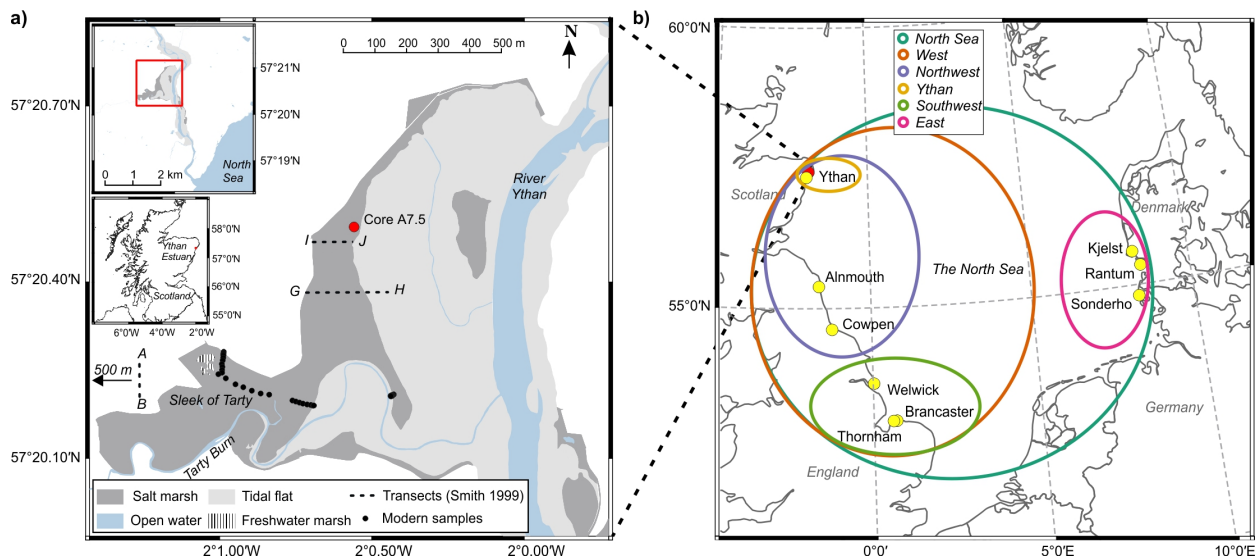 a)
0 100 200 300 400 500 m
N
57°21'N
57°20'N
57°19'N
North
Sea
0 1 2 km
57°20.70'N
57°20.40'N
57°20.10'N
58°0'N
57°0'N
56°0'N
55°0'N
Ythan
Estuary
Scotland
6°0'W 4°0'W 2°0'W
River
Ythan
Core A7.5
I J
G H
A
500 m
B
Sleek of Tarty
Tarty Burn
Salt marsh
Tidal flat
Transects (Smith 1999)
Open water
Freshwater marsh
Modern samples
2°1.00'W 2°0.50'W 2°0.00'W
b)
60°0'N
55°0'N
North Sea
West
Northwest
Ythan
Southwest
East
Scotland
Ythan
Denmark
Kjelst
Rantum
Sonderho
The North Sea
Alnmouth
Cowpen
Welwick
Brancaster
Thornham
England
Germany
0°0' 5°0'E 10°0'E